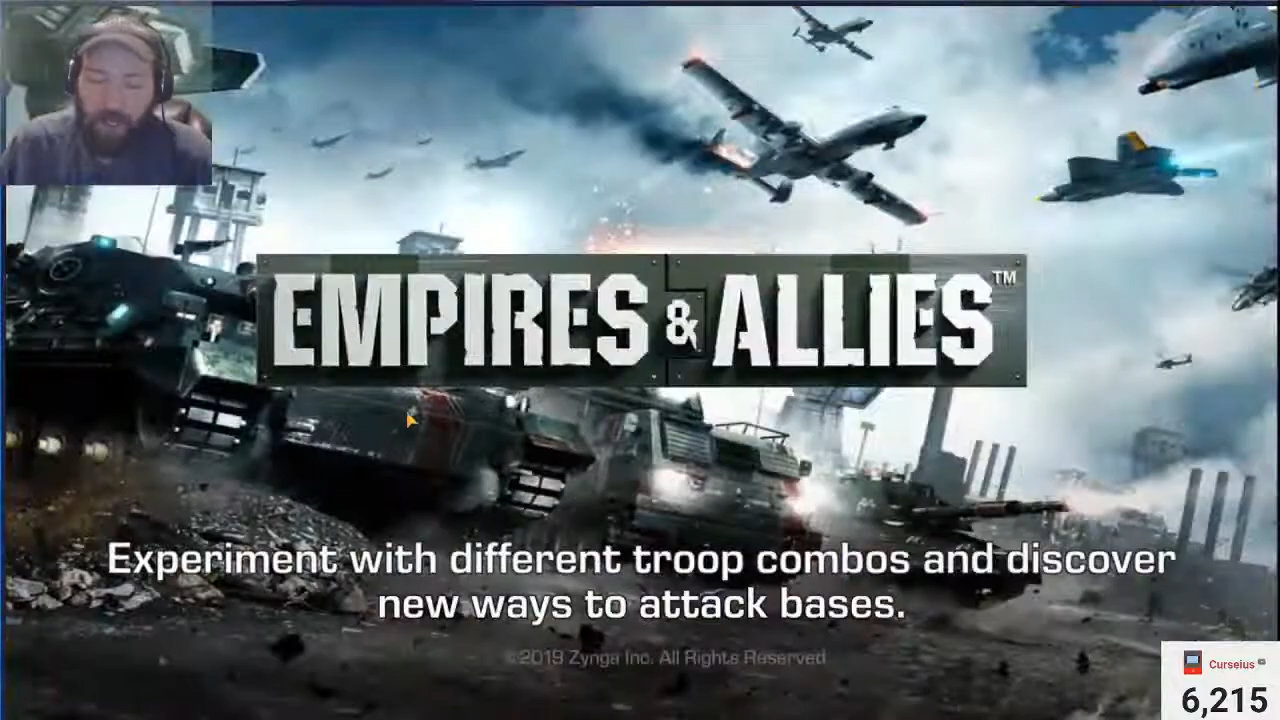 EMPIRES & ALLIES™
Experiment with different troop combos and discover
new ways to attack bases.
©2019 Zynga Inc. All Rights Reserved
Curseius
6,215